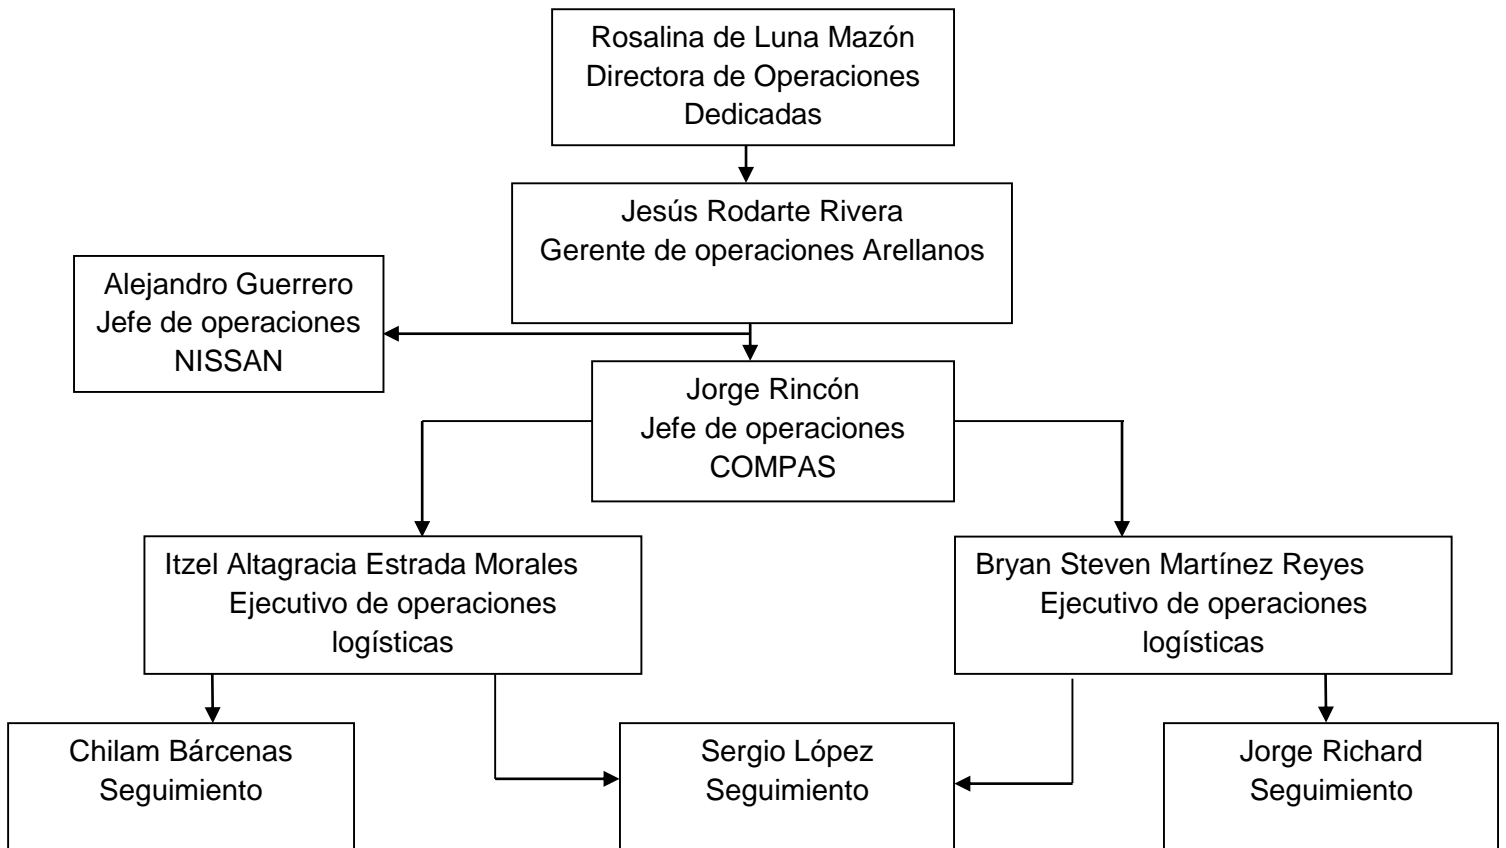 Rosalina de Luna Mazón
Directora de Operaciones
Dedicadas
Jesús Rodarte Rivera
Gerente de operaciones Arellanos
Alejandro Guerrero
Jefe de operaciones
NISSAN
Jorge Rincón
Jefe de operaciones
COMPAS
Itzel Altagracia Estrada Morales
Ejecutivo de operaciones
logísticas
Bryan Steven Martínez Reyes
Ejecutivo de operaciones
logísticas
Chilam Bárcenas
Seguimiento
Sergio López
Seguimiento
Jorge Richard
Seguimiento